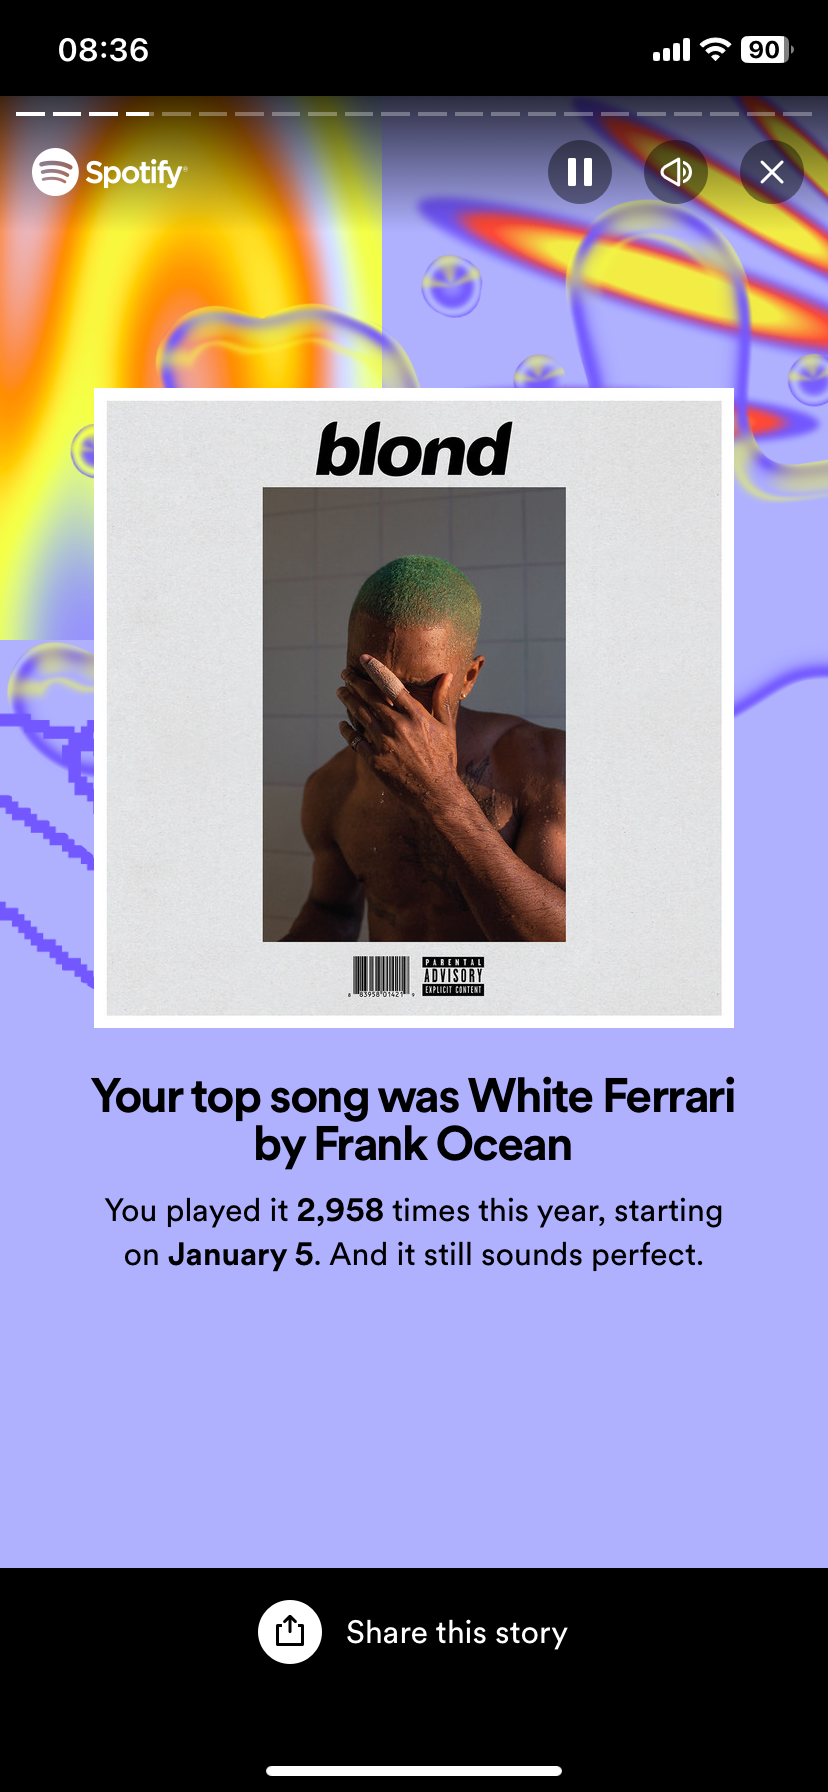 08:36
90
Spotify
blond
8 83958 01421 9
PARENTAL
ADVISORY
EXPLICIT CONTENT
Your top song was White Ferrari
by Frank Ocean
You played it 2,958 times this year, starting
on January 5. And it still sounds perfect.
Share this story